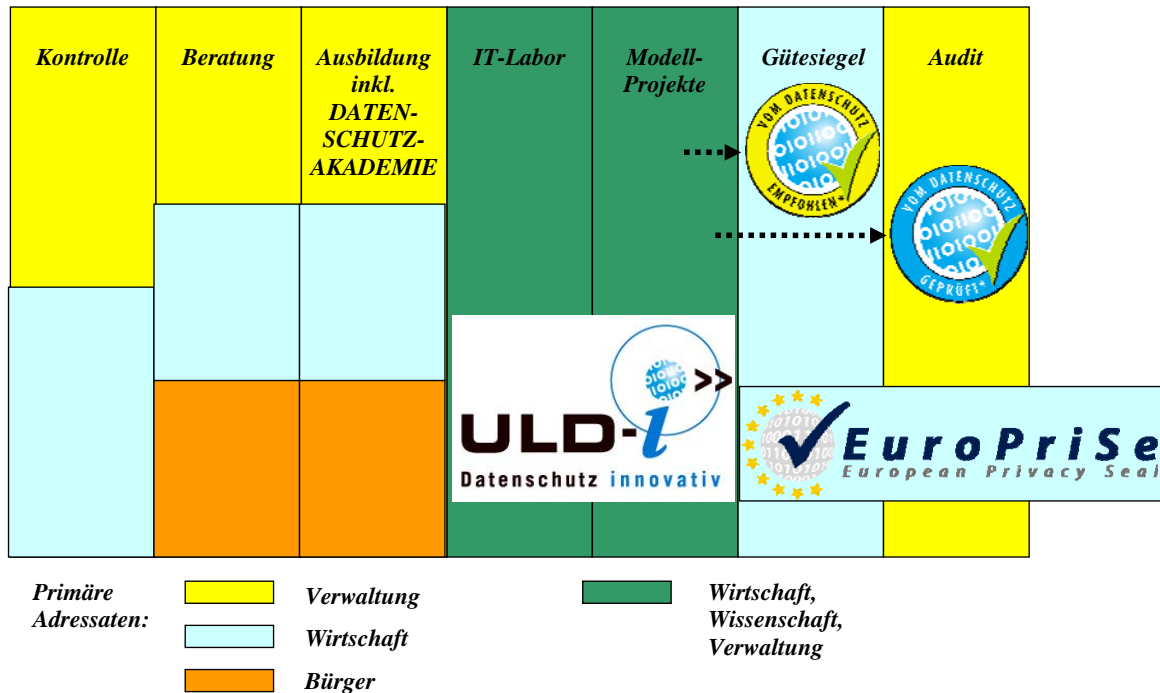 Kontrolle
Beratung
Ausbildung
inkl.
DATEN-
SCHUTZ-
AKADEMIE
IT-Labor
Modell-
Projekte
Gütesiegel
Audit
VOM DATENSCHUTZ
EMPFOHLEN*
VOM DATENSCHUTZ
GEPRÜFT*
ULD-i
>>
Datenschutz innovativ
EuroPriSe
European Privacy Seal
Primäre
Adressaten:
Verwaltung
Wirtschaft
Bürger
Wirtschaft,
Wissenschaft,
Verwaltung